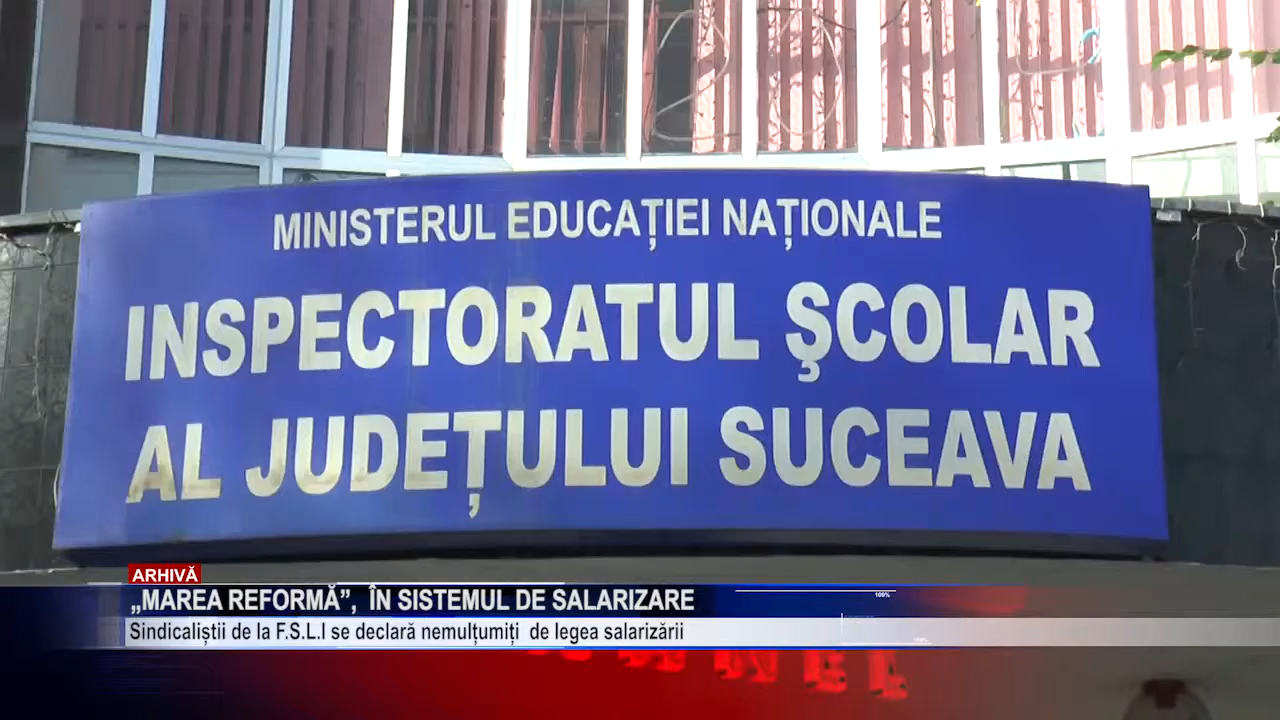 MINISTERUL EDUCAȚIEI NAȚIONALE
INSPECTORATUL ŞCOLAR
AL JUDEȚULUI SUCEAVA
ARHIVĂ
„MAREA REFORMĂ”, ÎN SISTEMUL DE SALARIZARE
100%
Sindicaliștii de la F.S.L.I se declară nemulțumiți de legea salarizării